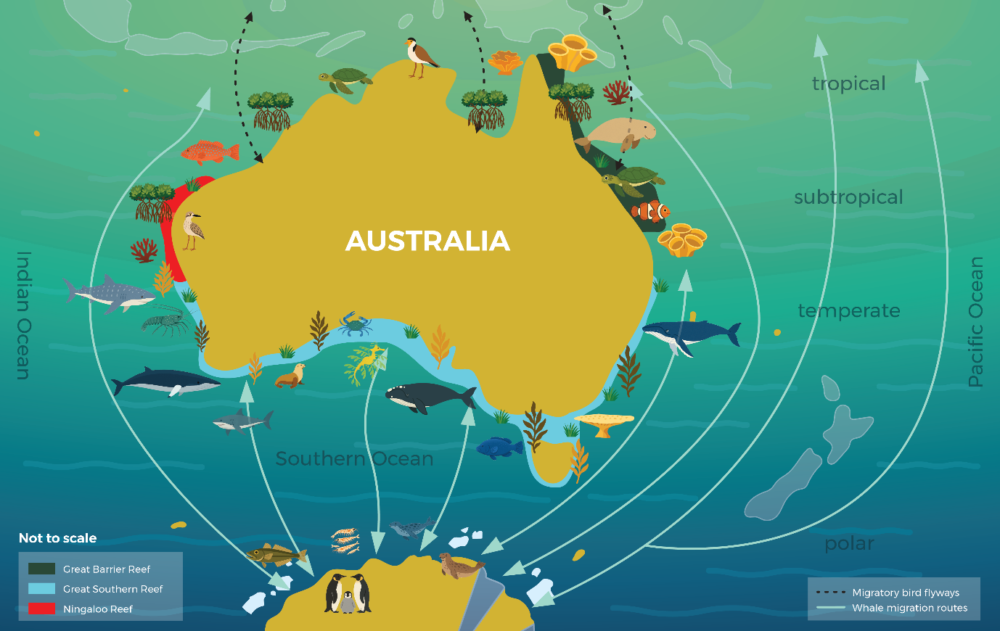 tropical
subtropical
AUSTRALIA
Indian Ocean
temperate
Pacific Ocean
Southern Ocean
polar
Not to scale
Great Barrier Reef
Great Southern Reef
Ningaloo Reef
Migratory bird flyways
Whale migration routes